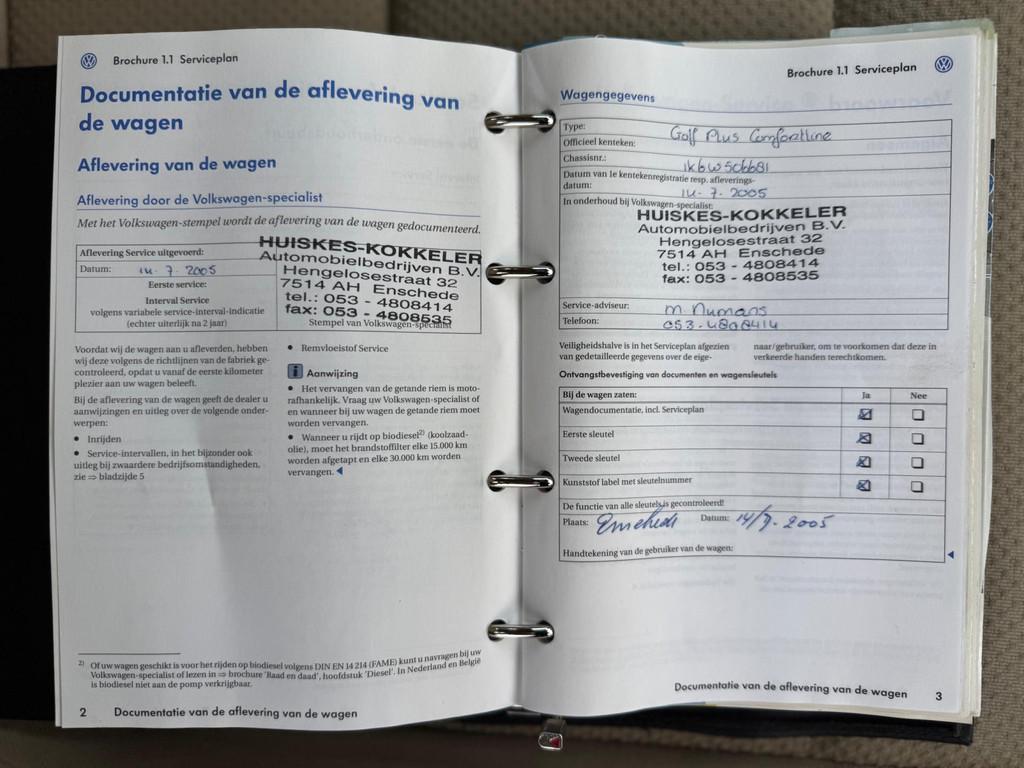 Brochure 1.1 Serviceplan
Documentatie van de aflevering van
de wagen
Aflevering van de wagen
Aflevering door de Volkswagen-specialist
Met het Volkswagen-stempel wordt de aflevering van de wagen gedocumenteerd.
Aflevering Service uitgevoerd:
Datum: 14-7-2005
Eerste service:
Interval Service
volgens variabele service-interval-indicatie
(echter uiterlijk na 2 jaar)
HUISKES-KOKKELER
Automobielbedrijven B.V.
Hengelosestraat 32
7514 AH Enschede
tel.: 053 - 4808414
fax: 053 - 4808535
Stempel van Volkswagen-specialist
Voordat wij de wagen aan u afleverden, hebben
wij deze volgens de richtlijnen van de fabriek ge-
controleerd, opdat u vanaf de eerste kilometer
plezier aan uw wagen beleeft.
Bij de aflevering van de wagen geeft de dealer u
aanwijzingen en uitleg over de volgende onder-
werpen:
• Inrijden
• Service-intervallen, in het bijzonder ook
uitleg bij zwaardere bedrijfsomstandigheden,
zie ⇒ bladzijde 5
• Remvloeistof Service
i Aanwijzing
• Het vervangen van de getande riem is moto-
rafhankelijk. Vraag uw Volkswagen-specialist of
en wanneer bij uw wagen de getande riem moet
worden vervangen.
• Wanneer u rijdt op biodiesel2) (koolzaad-
olie), moet het brandstoffilter elke 15.000 km
worden afgetapt en elke 30.000 km worden
vervangen.
2) Of uw wagen geschikt is voor het rijden op biodiesel volgens DIN EN 14 214 (FAME) kunt u navragen bij uw
Volkswagen-specialist of lezen in ⇒ brochure 'Raad en daad', hoofdstuk 'Diesel'. In Nederland en België
is biodiesel niet aan de pomp verkrijgbaar.
2 Documentatie van de aflevering van de wagen
Brochure 1.1 Serviceplan
Wagengegevens
Type: Golf Plus Comfortline
Officieel kenteken:
Chassisnr.: 1kbw506681
Datum van 1e kentekenregistratie resp. afleverings-
datum: 14-7-2005
In onderhoud bij Volkswagen-specialist:
HUISKES-KOKKELER
Automobielbedrijven B.V.
Hengelosestraat 32
7514 AH Enschede
tel.: 053 - 4808414
fax: 053 - 4808535
Service-adviseur: M Numans
Telefoon: 053-4808414
Veiligheidshalve is in het Serviceplan afgezien
van gedetailleerde gegevens over de eige-
naar/gebruiker, om te voorkomen dat deze in
verkeerde handen terechtkomen.
Ontvangstbevestiging van documenten en wagensleutels
Bij de wagen zaten: Ja Nee
Wagendocumentatie, incl. Serviceplan
Eerste sleutel
Tweede sleutel
Kunststof label met sleutelnummer
De functie van alle sleutels is gecontroleerd!
Plaats: Enschede Datum: 14/7-2005
Handtekening van de gebruiker van de wagen:
Documentatie van de aflevering van de wagen 3